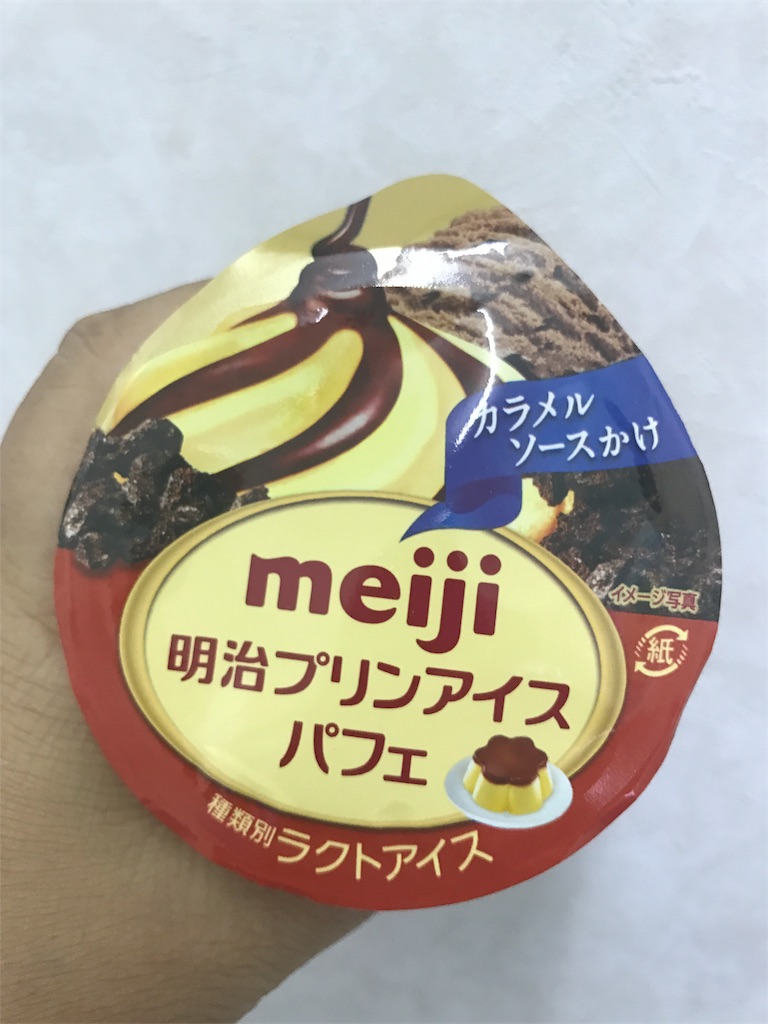 カラメル
ソースかけ
meiji
明治プリンアイス
パフェ
イメージ写真
紙
種類別 ラクトアイス